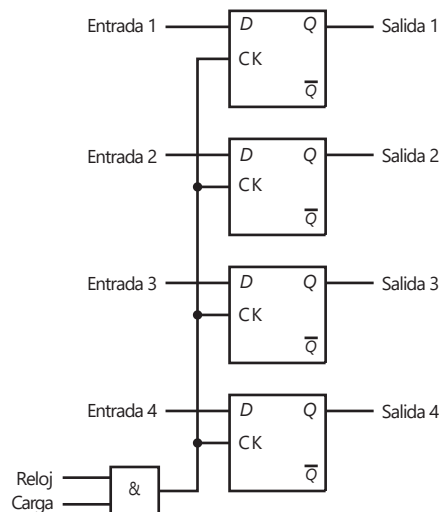 Entrada 1 D Q Salida 1
CK
Q̅
Entrada 2 D Q Salida 2
CK
Q̅
Entrada 3 D Q Salida 3
CK
Q̅
Entrada 4 D Q Salida 4
CK
Q̅
Reloj
&
Carga